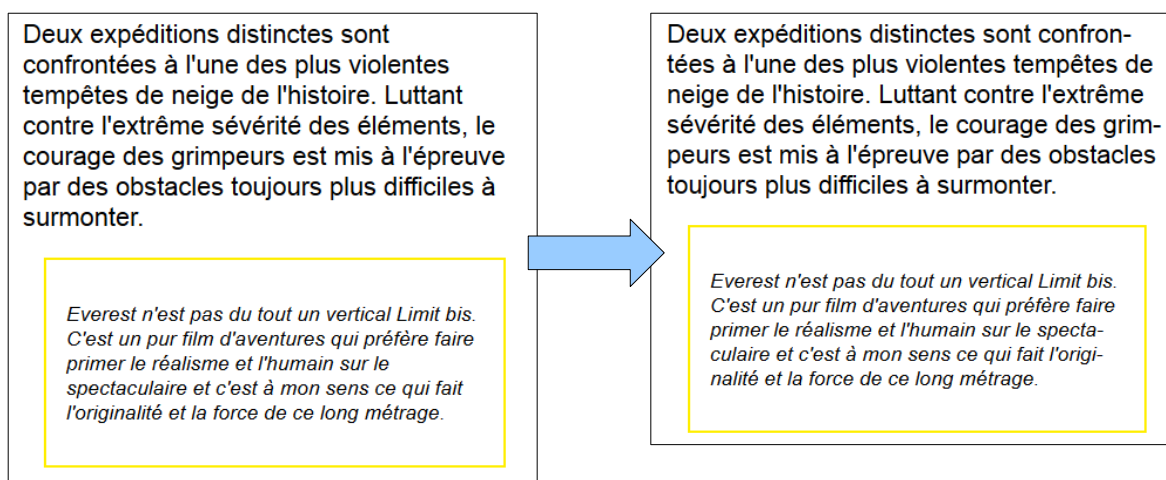 Deux expéditions distinctes sont
confrontées à l'une des plus violentes
tempêtes de neige de l'histoire. Luttant
contre l'extrême sévérité des éléments, le
courage des grimpeurs est mis à l'épreuve
par des obstacles toujours plus difficiles à
surmonter.
Everest n'est pas du tout un vertical Limit bis.
C'est un pur film d'aventures qui préfère faire
primer le réalisme et l'humain sur le
spectaculaire et c'est à mon sens ce qui fait
l'originalité et la force de ce long métrage.
Deux expéditions distinctes sont confron-
tées à l'une des plus violentes tempêtes de
neige de l'histoire. Luttant contre l'extrême
sévérité des éléments, le courage des grim-
peurs est mis à l'épreuve par des obstacles
toujours plus difficiles à surmonter.
Everest n'est pas du tout un vertical Limit bis.
C'est un pur film d'aventures qui préfère faire
primer le réalisme et l'humain sur le specta-
culaire et c'est à mon sens ce qui fait l'origi-
nalité et la force de ce long métrage.